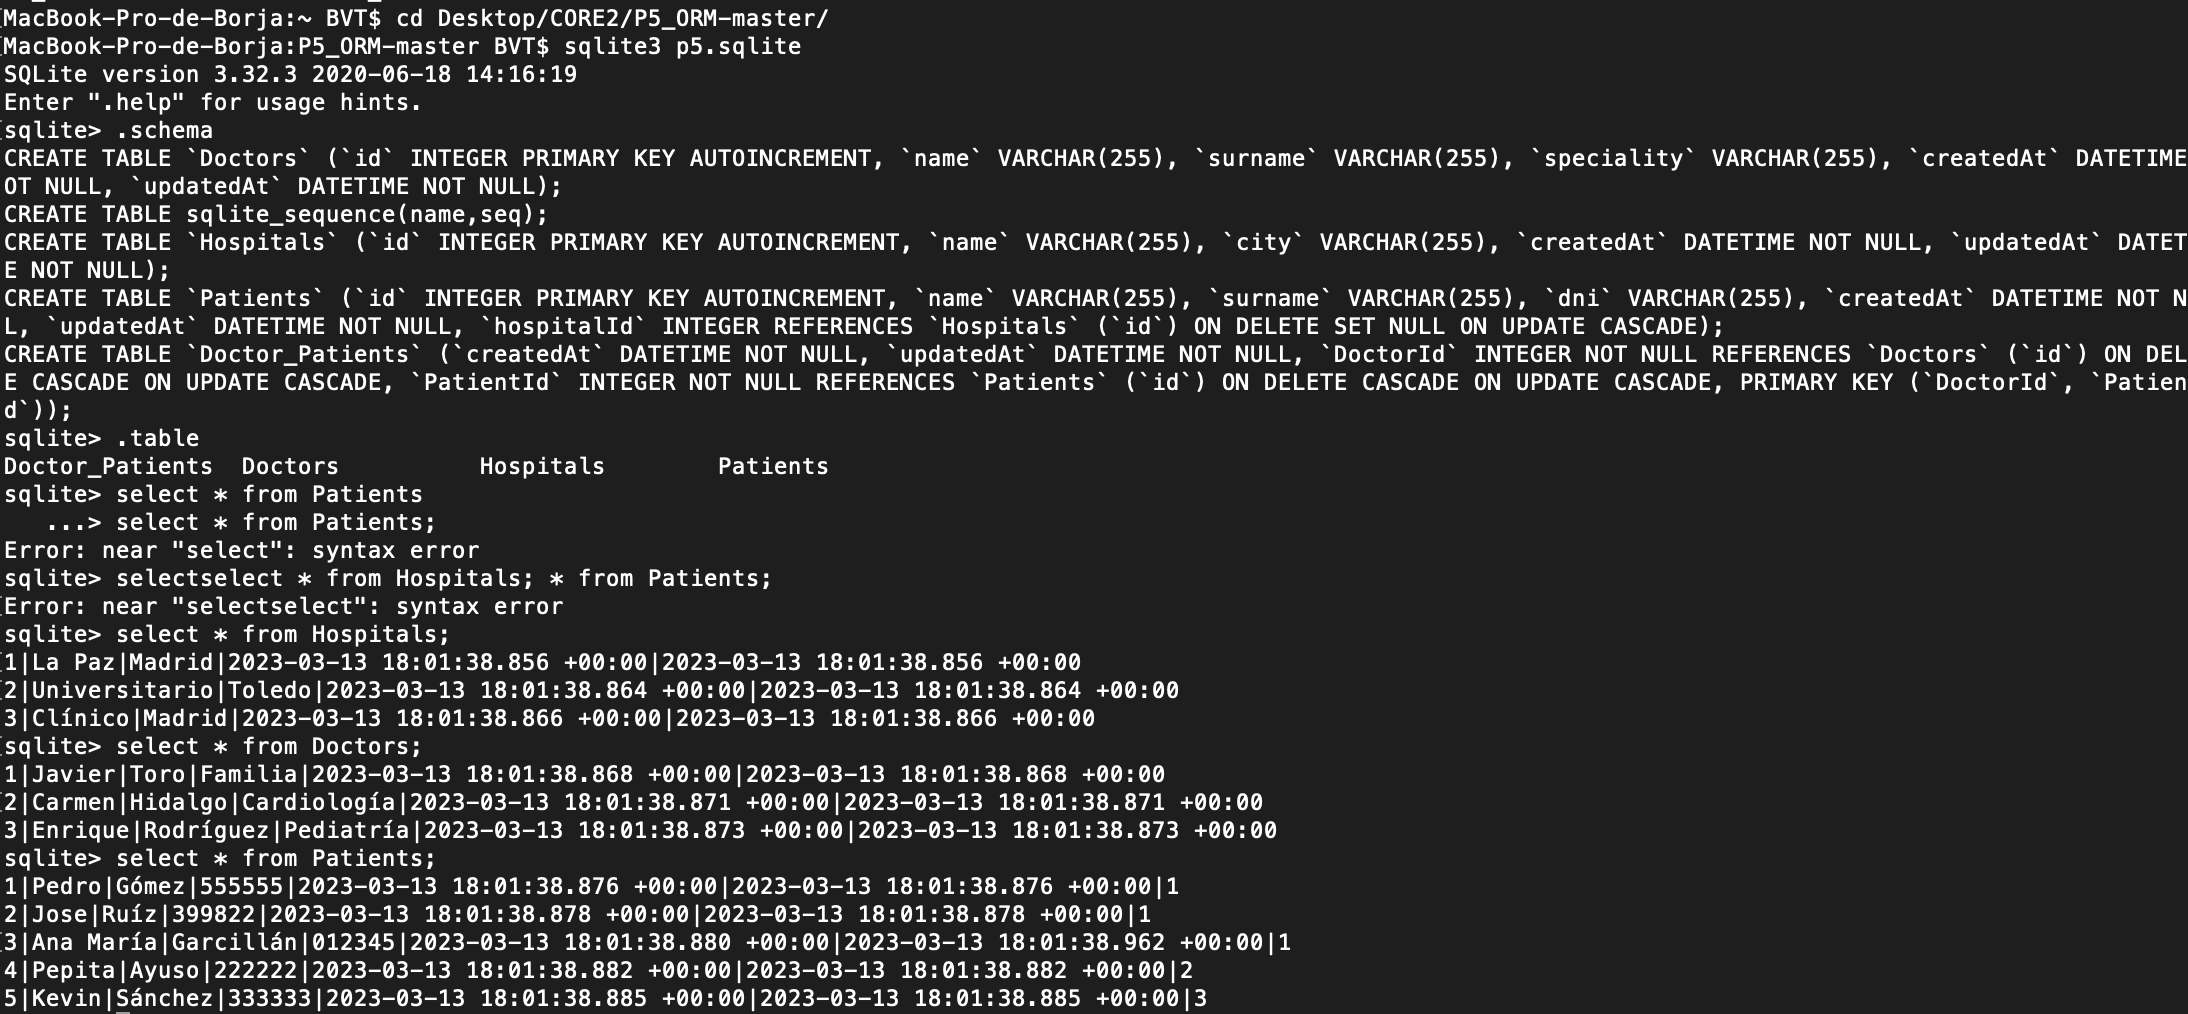 MacBook-Pro-de-Borja:~ BVT$ cd Desktop/CORE2/P5_ORM-master/
MacBook-Pro-de-Borja:P5_ORM-master BVT$ sqlite3 p5.sqlite
SQLite version 3.32.3 2020-06-18 14:16:19
Enter ".help" for usage hints.
sqlite> .schema
CREATE TABLE `Doctors` (`id` INTEGER PRIMARY KEY AUTOINCREMENT, `name` VARCHAR(255), `surname` VARCHAR(255), `speciality` VARCHAR(255), `createdAt` DATETIME
OT NULL, `updatedAt` DATETIME NOT NULL);
CREATE TABLE sqlite_sequence(name,seq);
CREATE TABLE `Hospitals` (`id` INTEGER PRIMARY KEY AUTOINCREMENT, `name` VARCHAR(255), `city` VARCHAR(255), `createdAt` DATETIME NOT NULL, `updatedAt` DATET
E NOT NULL);
CREATE TABLE `Patients` (`id` INTEGER PRIMARY KEY AUTOINCREMENT, `name` VARCHAR(255), `surname` VARCHAR(255), `dni` VARCHAR(255), `createdAt` DATETIME NOT N
L, `updatedAt` DATETIME NOT NULL, `hospitalId` INTEGER REFERENCES `Hospitals` (`id`) ON DELETE SET NULL ON UPDATE CASCADE);
CREATE TABLE `Doctor_Patients` (`createdAt` DATETIME NOT NULL, `updatedAt` DATETIME NOT NULL, `DoctorId` INTEGER NOT NULL REFERENCES `Doctors` (`id`) ON DEL
E CASCADE ON UPDATE CASCADE, `PatientId` INTEGER NOT NULL REFERENCES `Patients` (`id`) ON DELETE CASCADE ON UPDATE CASCADE, PRIMARY KEY (`DoctorId`, `Patien
d`));
sqlite> .table
Doctor_Patients  Doctors          Hospitals        Patients
sqlite> select * from Patients
   ...> select * from Patients;
Error: near "select": syntax error
sqlite> selectselect * from Hospitals; * from Patients;
Error: near "selectselect": syntax error
sqlite> select * from Hospitals;
1|La Paz|Madrid|2023-03-13 18:01:38.856 +00:00|2023-03-13 18:01:38.856 +00:00
2|Universitario|Toledo|2023-03-13 18:01:38.864 +00:00|2023-03-13 18:01:38.864 +00:00
3|Clínico|Madrid|2023-03-13 18:01:38.866 +00:00|2023-03-13 18:01:38.866 +00:00
sqlite> select * from Doctors;
1|Javier|Toro|Familia|2023-03-13 18:01:38.868 +00:00|2023-03-13 18:01:38.868 +00:00
2|Carmen|Hidalgo|Cardiología|2023-03-13 18:01:38.871 +00:00|2023-03-13 18:01:38.871 +00:00
3|Enrique|Rodríguez|Pediatría|2023-03-13 18:01:38.873 +00:00|2023-03-13 18:01:38.873 +00:00
sqlite> select * from Patients;
1|Pedro|Gómez|555555|2023-03-13 18:01:38.876 +00:00|2023-03-13 18:01:38.876 +00:00|1
2|Jose|Ruíz|399822|2023-03-13 18:01:38.878 +00:00|2023-03-13 18:01:38.878 +00:00|1
3|Ana María|Garcillán|012345|2023-03-13 18:01:38.880 +00:00|2023-03-13 18:01:38.962 +00:00|1
4|Pepita|Ayuso|222222|2023-03-13 18:01:38.882 +00:00|2023-03-13 18:01:38.882 +00:00|2
5|Kevin|Sánchez|333333|2023-03-13 18:01:38.885 +00:00|2023-03-13 18:01:38.885 +00:00|3